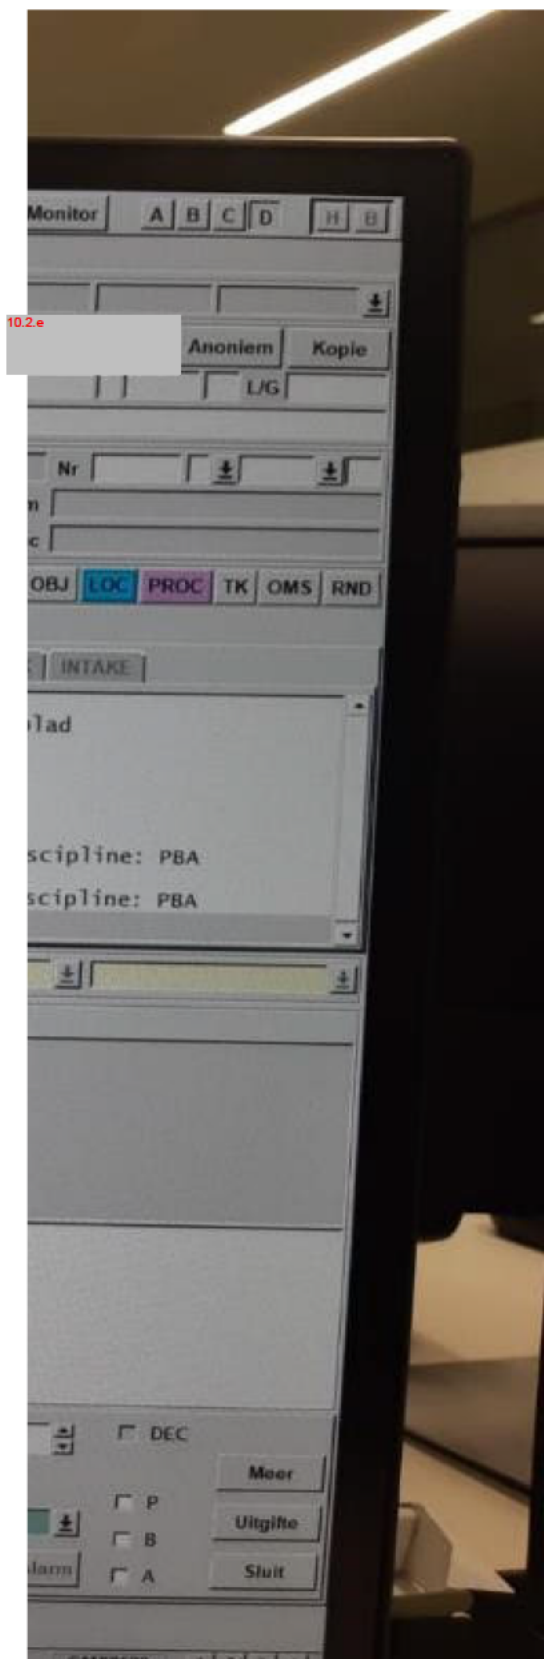 Monitor A B C D H B
10.2.e
Anoniem Kopie
L/G
Nr
m
c
OBJ LOC PROC TK OMS RND
INTAKE
lad
scipline: PBA
scipline: PBA
DEC
Meer
P
Uitgifte
B
larm
A Sluit